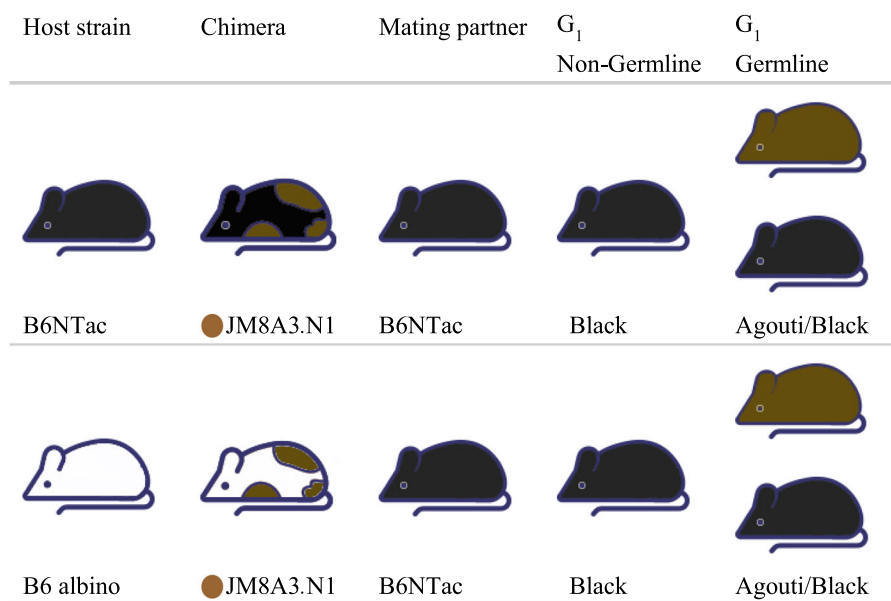 Host strain Chimera Mating partner G1 G1
Non-Germline Germline
B6NTac JM8A3.N1 B6NTac Black Agouti/Black
B6 albino JM8A3.N1 B6NTac Black Agouti/Black